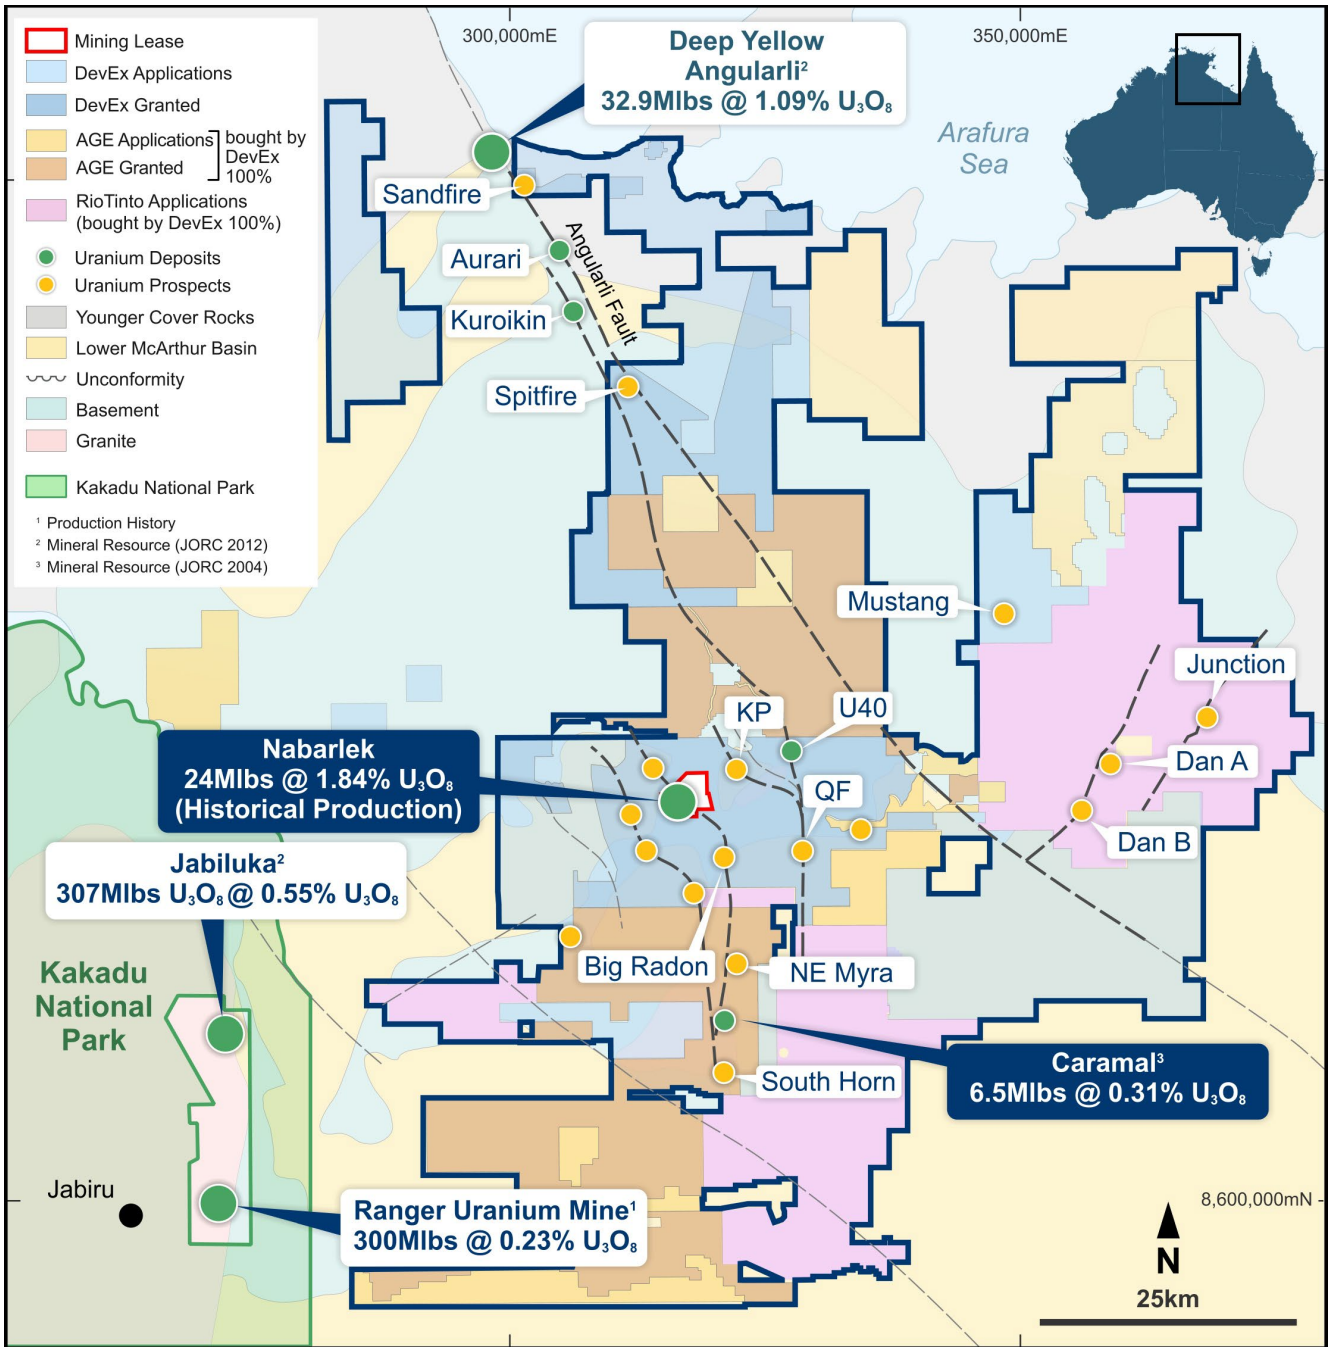 Mining Lease
DevEx Applications
DevEx Granted
AGE Applications
AGE Granted
bought by
DevEx
100%
RioTinto Applications
(bought by DevEx 100%)
Uranium Deposits
Uranium Prospects
Younger Cover Rocks
Lower McArthur Basin
Unconformity
Basement
Granite
Kakadu National Park
¹ Production History
² Mineral Resource (JORC 2012)
³ Mineral Resource (JORC 2004)
300,000mE
350,000mE
Deep Yellow
Angularli²
32.9Mlbs @ 1.09% U₃O₈
Arafura
Sea
Sandfire
Aurari
Angularli Fault
Kuroikin
Spitfire
Mustang
Junction
KP
U40
Nabarlek
24Mlbs @ 1.84% U₃O₈
(Historical Production)
Dan A
QF
Dan B
Jabiluka²
307Mlbs U₃O₈ @ 0.55% U₃O₈
Big Radon
NE Myra
Kakadu
National
Park
Caramal³
6.5Mlbs @ 0.31% U₃O₈
South Horn
Jabiru
Ranger Uranium Mine¹
300Mlbs @ 0.23% U₃O₈
8,600,000mN
N
25km